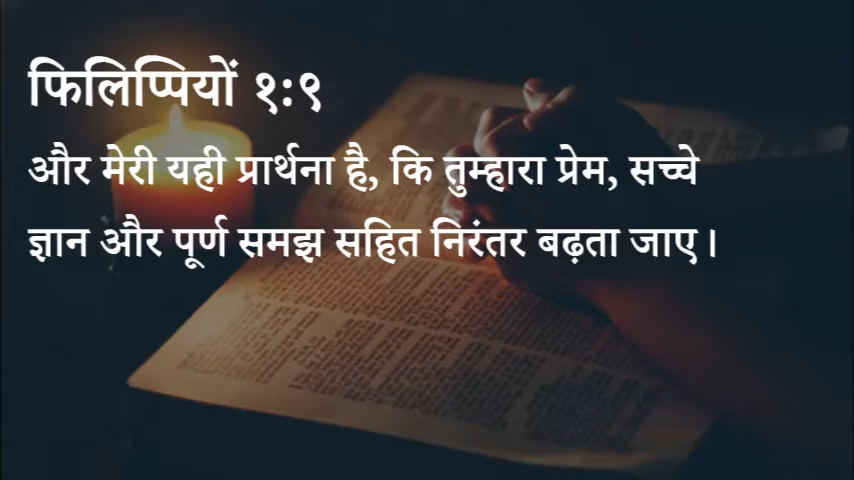 फिलिप्पियों १:९
और मेरी यही प्रार्थना है, कि तुम्हारा प्रेम, सच्चे
ज्ञान और पूर्ण समझ सहित निरंतर बढ़ता जाए।